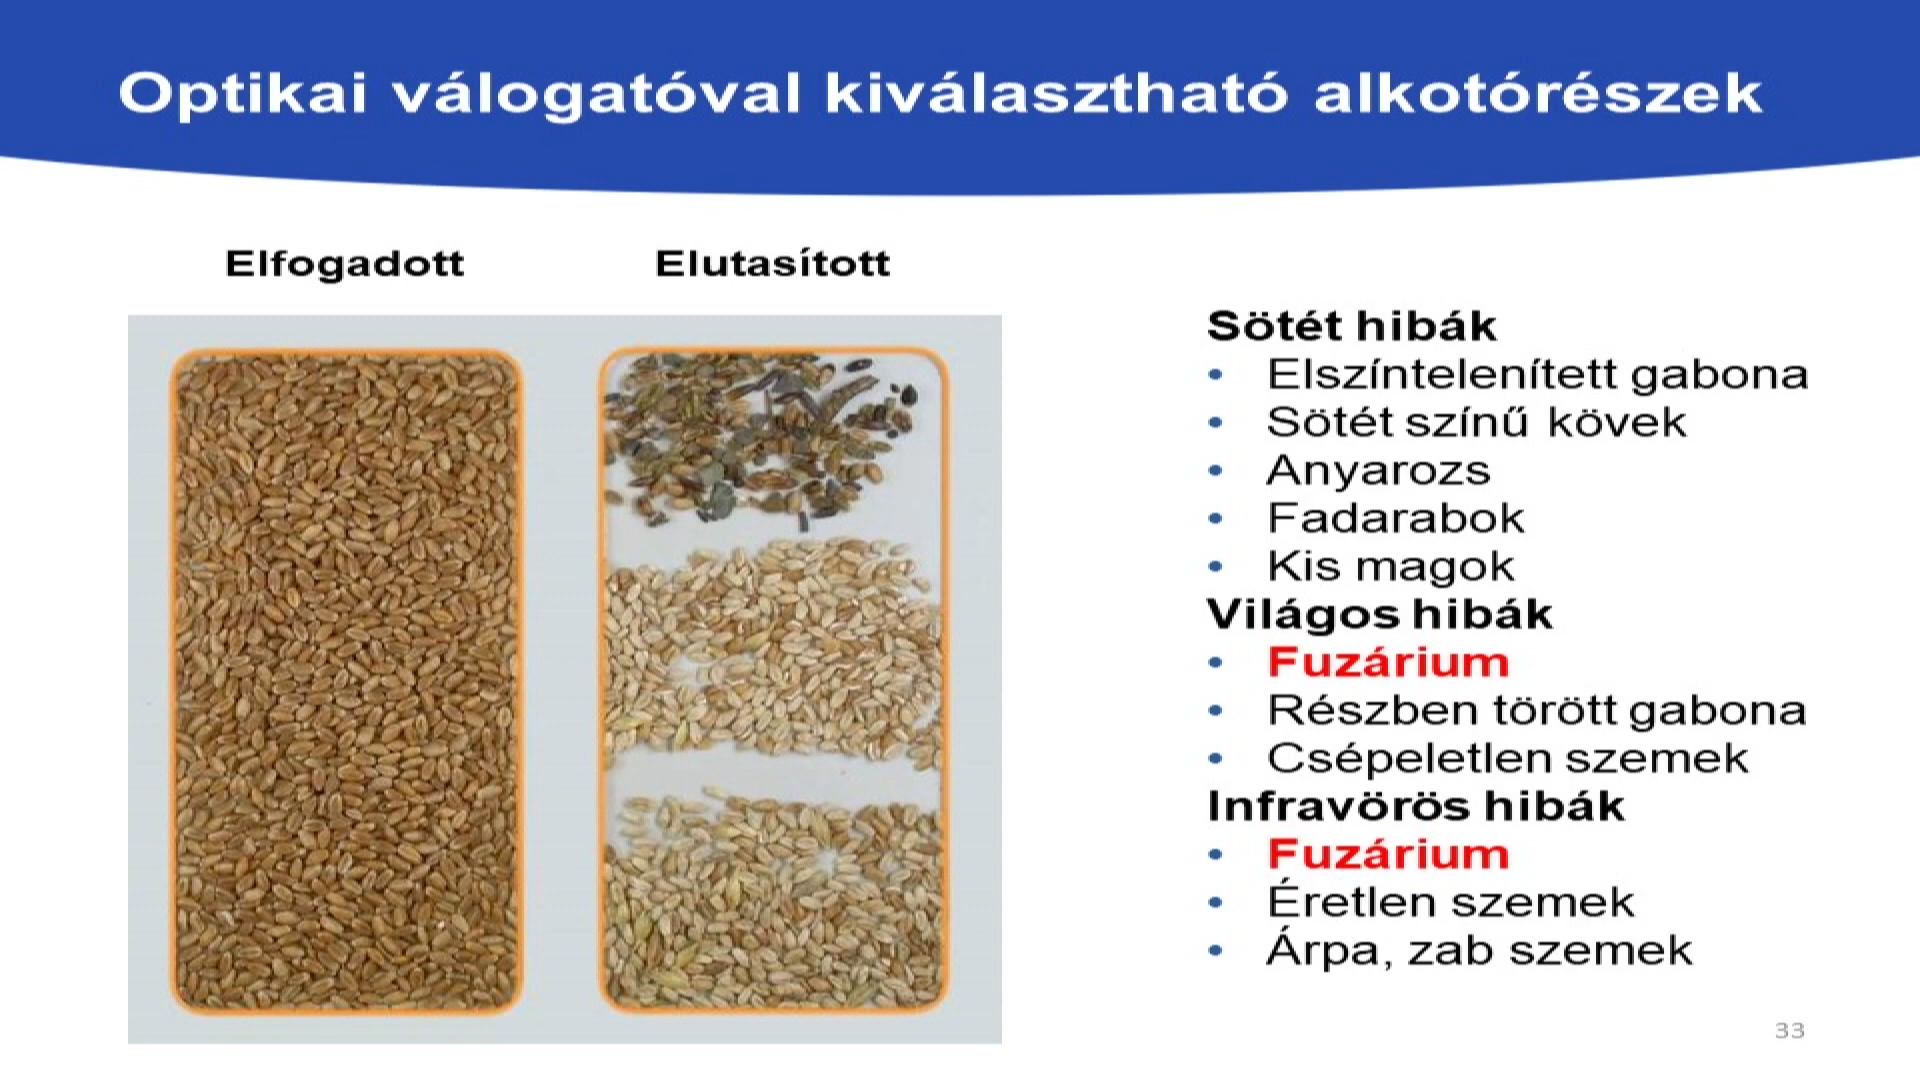 Optikai válogatóval kiválasztható alkotórészek
Elfogadott
Elutasított
Sötét hibák
• Elszíntelenített gabona
• Sötét színű kövek
• Anyarozs
• Fadarabok
• Kis magok
Világos hibák
• Fuzárium
• Részben törött gabona
• Csépeletlen szemek
Infravörös hibák
• Fuzárium
• Éretlen szemek
• Árpa, zab szemek
33